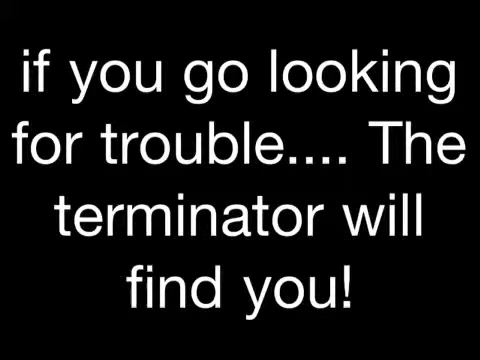 if you go looking
for trouble.... The
terminator will
find you!